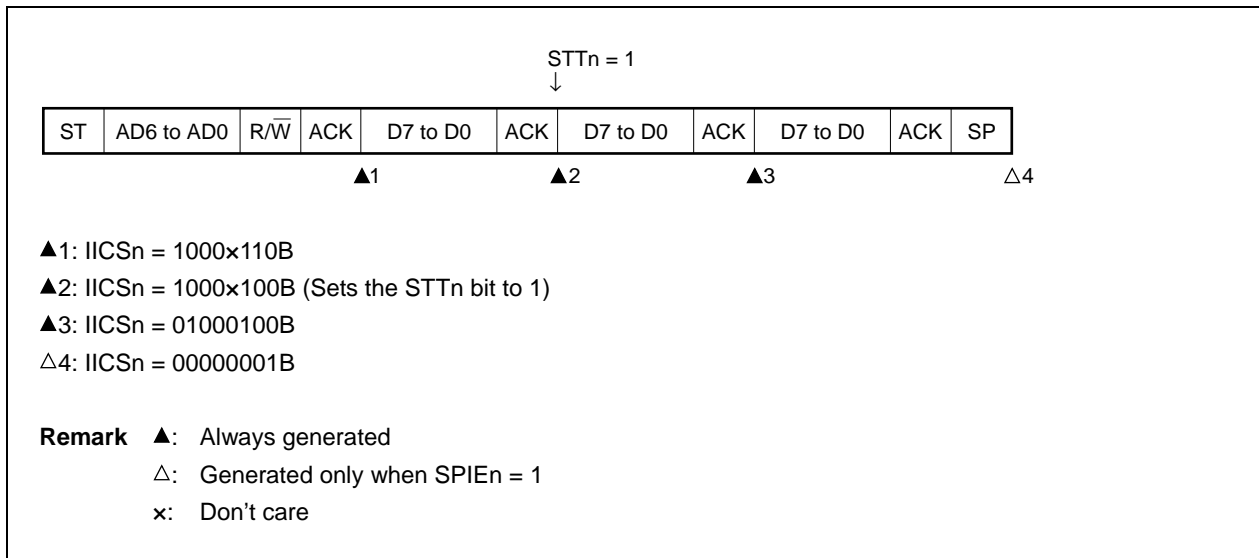 STTn = 1
↓
ST AD6 to AD0 R/W̅ ACK D7 to D0 ACK D7 to D0 ACK D7 to D0 ACK SP
▲1 ▲2 ▲3 △4
▲1: IICSn = 1000×110B
▲2: IICSn = 1000×100B (Sets the STTn bit to 1)
▲3: IICSn = 01000100B
△4: IICSn = 00000001B
Remark ▲: Always generated
△: Generated only when SPIEn = 1
×: Don't care